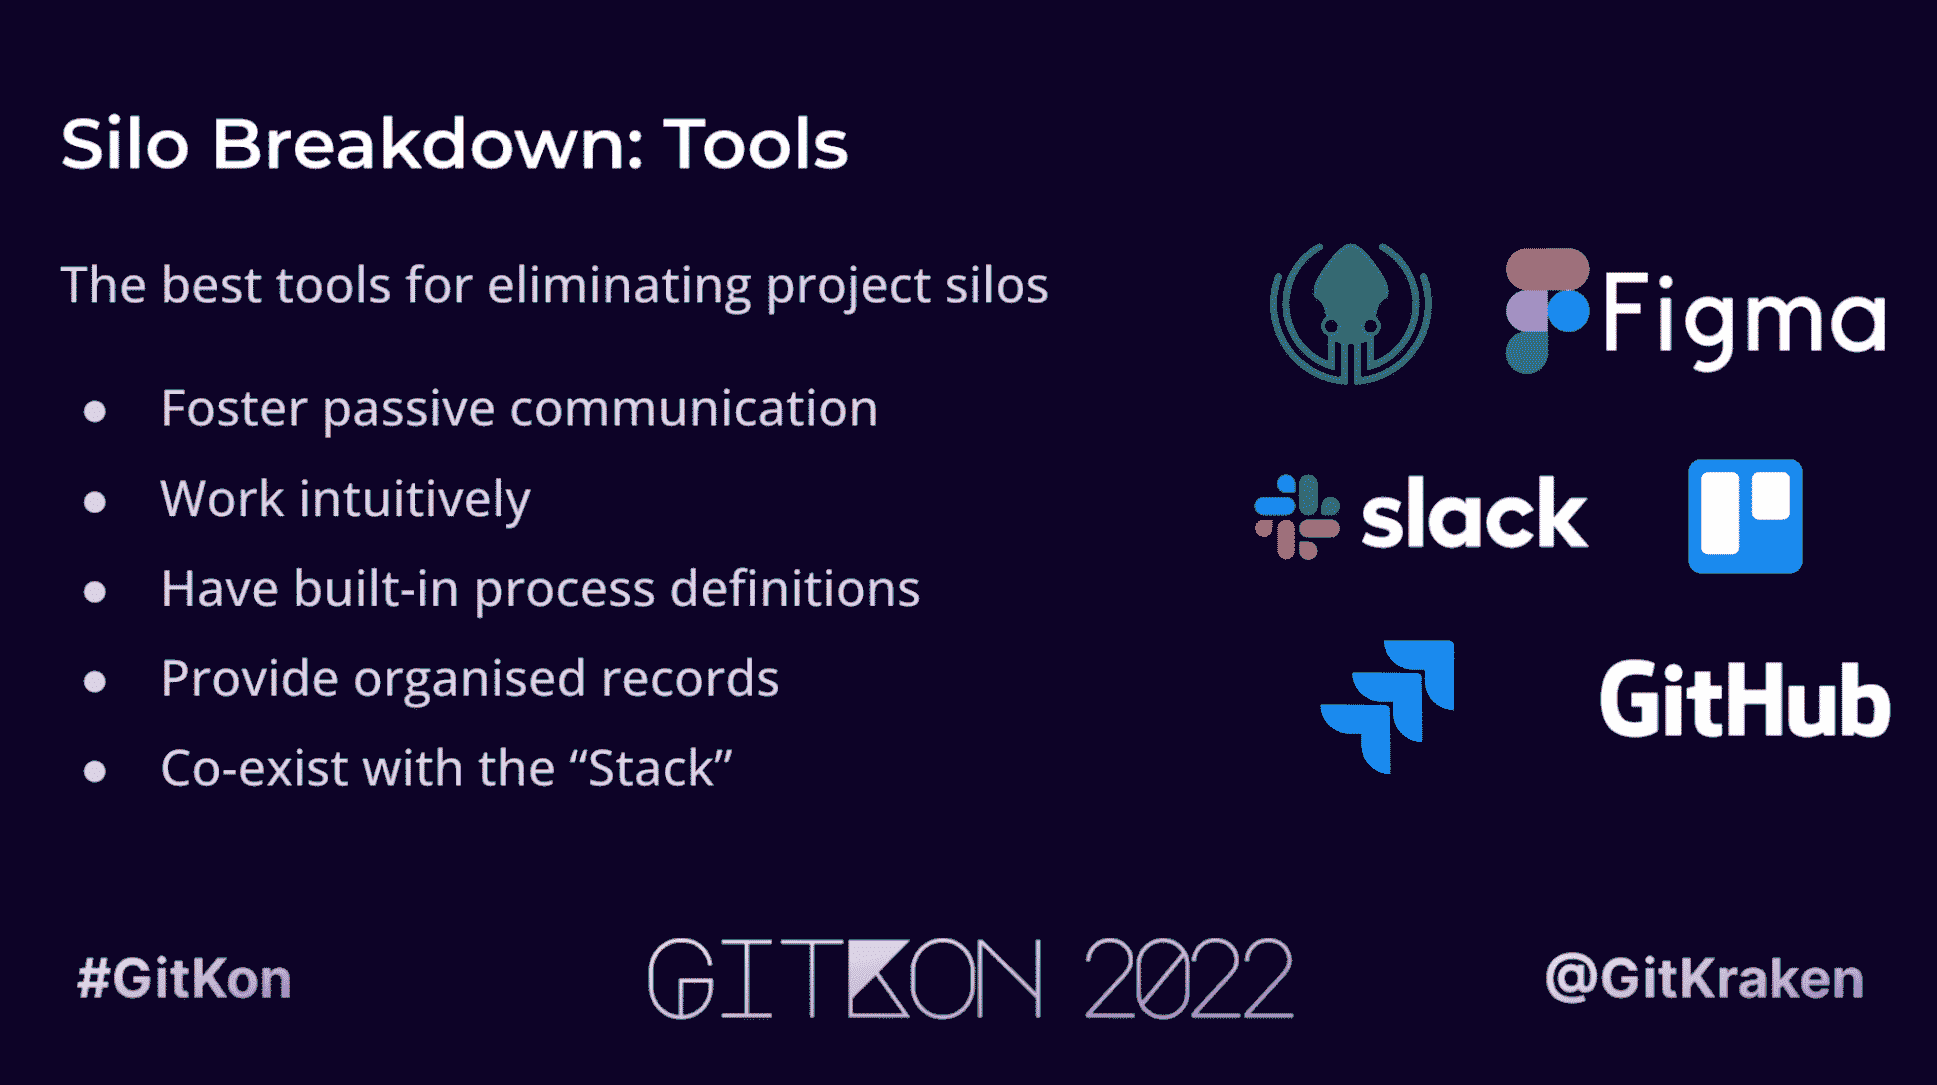 Silo Breakdown: Tools
The best tools for eliminating project silos
● Foster passive communication
● Work intuitively
● Have built-in process definitions
● Provide organised records
● Co-exist with the “Stack”
Figma
slack
GitHub
#GitKon
GITKON 2022
@GitKraken